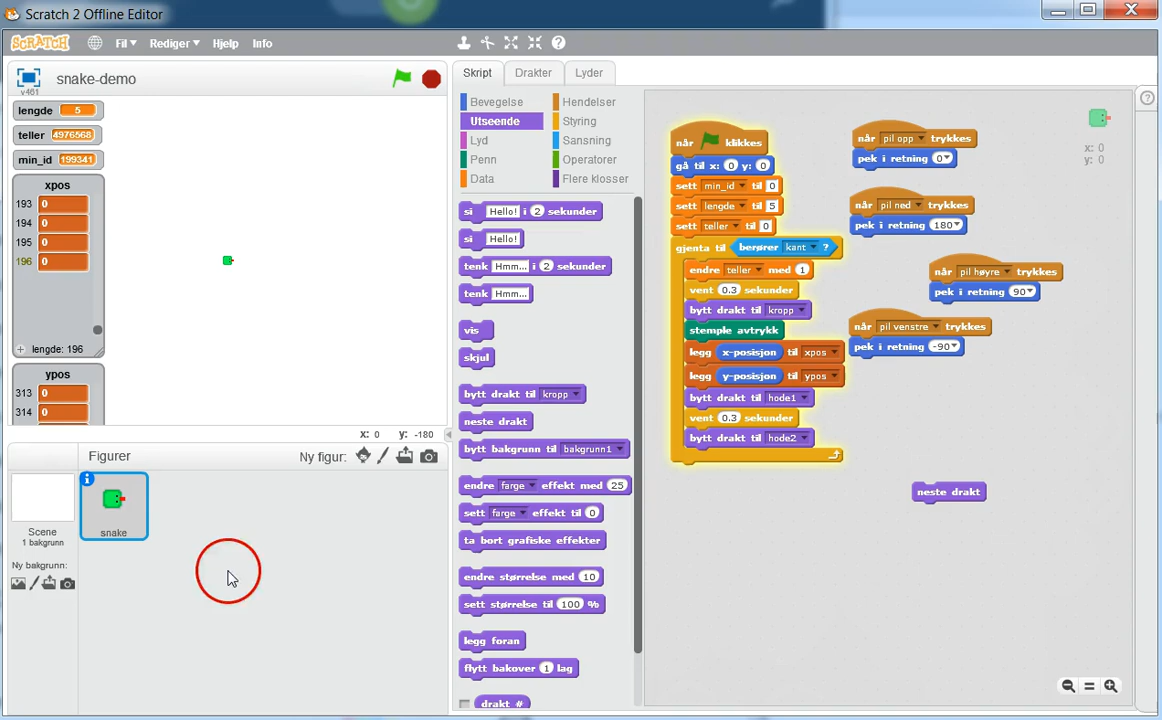 Scratch 2 Offline Editor
SCRATCH Fil Rediger Hjelp Info
snake-demo
v461
lengde 5
teller 4976568
min_id 199341
xpos
193 0
194 0
195 0
196 0
lengde: 196
ypos
313 0
314 0
x: 0 y: -180
Figurer Ny figur:
snake
Scene
1 bakgrunn
Ny bakgrunn:
Skript Drakter Lyder
Bevegelse Hendelser
Utseende Styring
Lyd Sansning
Penn Operatorer
Data Flere klosser
si Hello! i 2 sekunder
si Hello!
tenk Hmm... i 2 sekunder
tenk Hmm...
vis
skjul
bytt drakt til kropp
neste drakt
bytt bakgrunn til bakgrunn1
endre farge effekt med 25
sett farge effekt til 0
ta bort grafiske effekter
endre størrelse med 10
sett størrelse til 100 %
legg foran
flytt bakover 1 lag
drakt #
når klikkes
gå til x: 0 y: 0
sett min_id til 0
sett lengde til 5
sett teller til 0
gjenta til berører kant ?
endre teller med 1
vent 0.3 sekunder
bytt drakt til kropp
stemple avtrykk
legg x-posisjon til xpos
legg y-posisjon til ypos
bytt drakt til hode1
vent 0.3 sekunder
bytt drakt til hode2
når pil opp trykkes
pek i retning 0
når pil ned trykkes
pek i retning 180
når pil høyre trykkes
pek i retning 90
når pil venstre trykkes
pek i retning -90
neste drakt
x: 0
y: 0